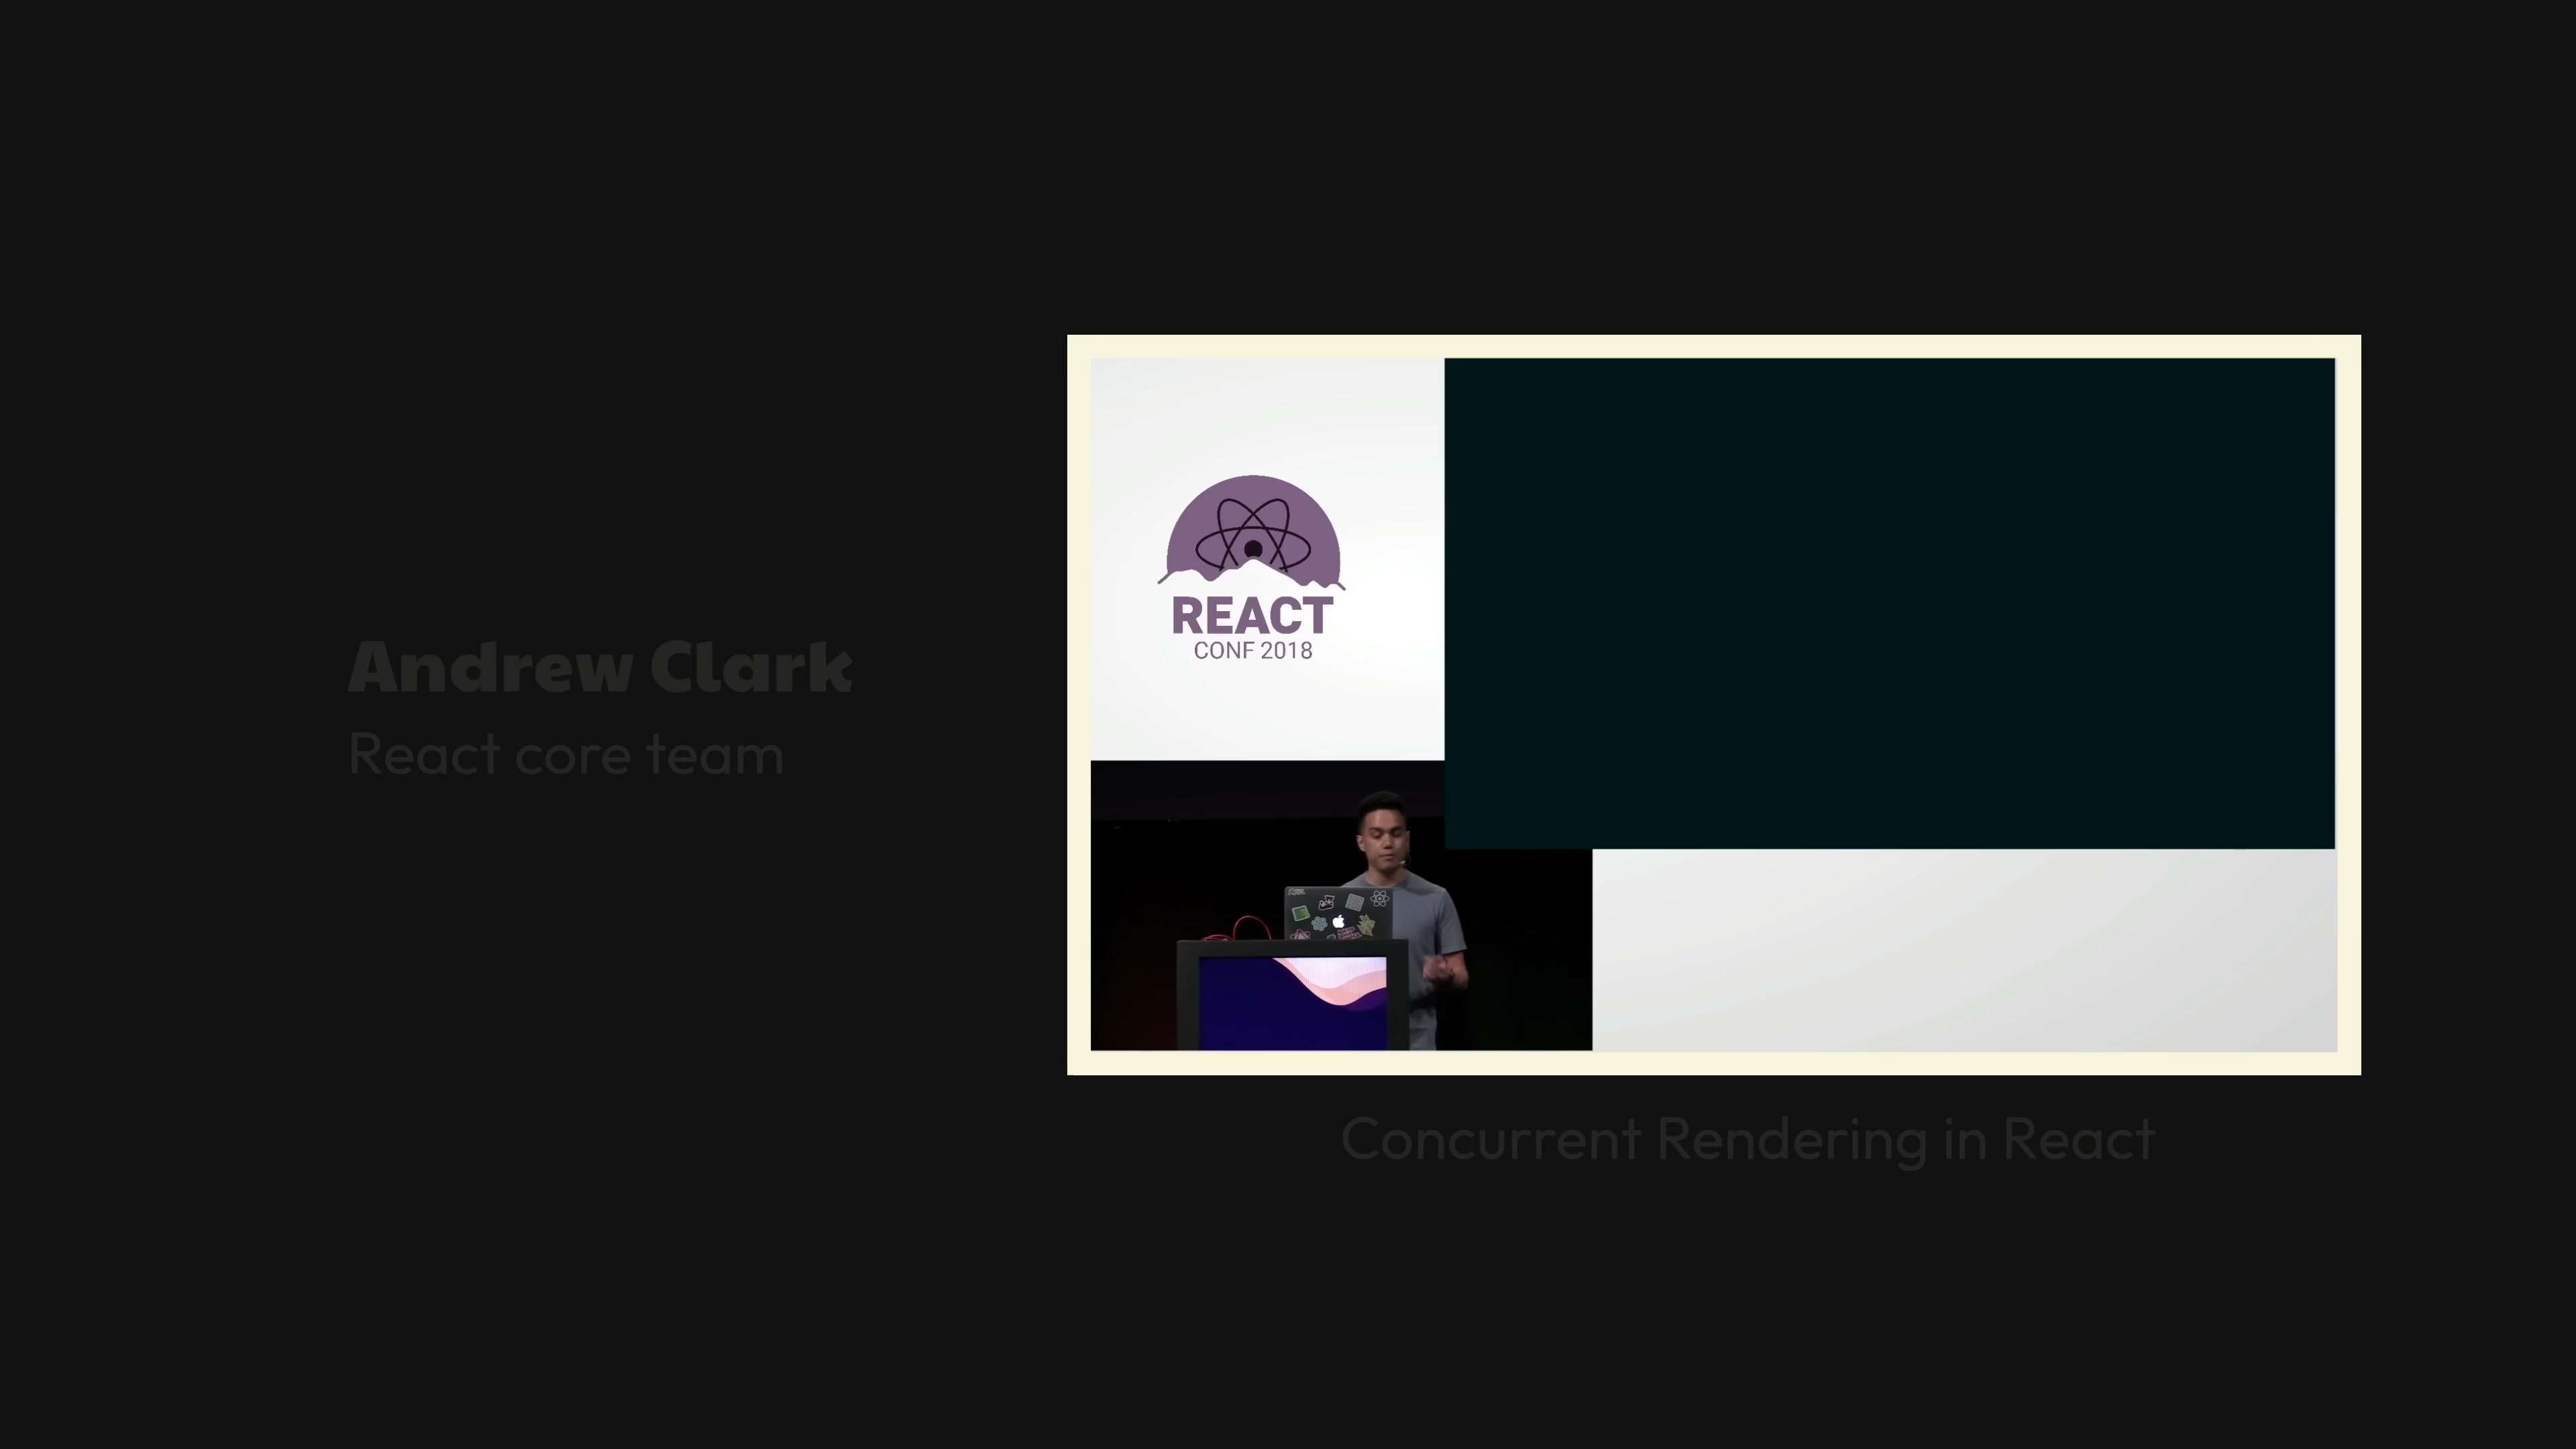 Andrew Clark
React core team
REACT
CONF 2018
Concurrent Rendering in React